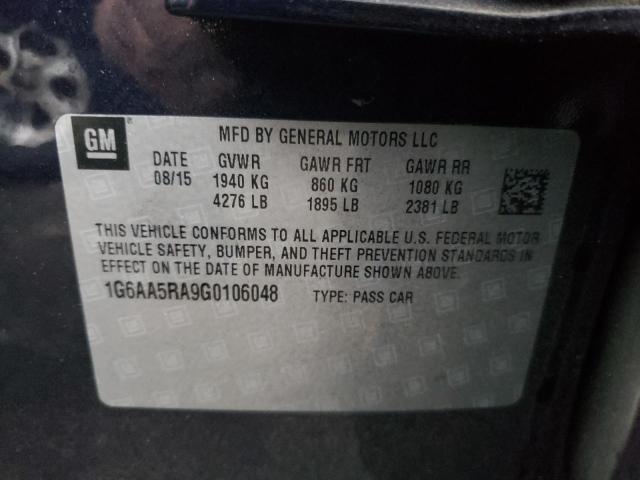 GM
MFD BY GENERAL MOTORS LLC
DATE GVWR GAWR FRT GAWR RR
08/15 1940 KG 860 KG 1080 KG
4276 LB 1895 LB 2381 LB
THIS VEHICLE CONFORMS TO ALL APPLICABLE U.S. FEDERAL MOTOR
VEHICLE SAFETY, BUMPER, AND THEFT PREVENTION STANDARDS IN
EFFECT ON THE DATE OF MANUFACTURE SHOWN ABOVE.
1G6AA5RA9G0106048 TYPE: PASS CAR